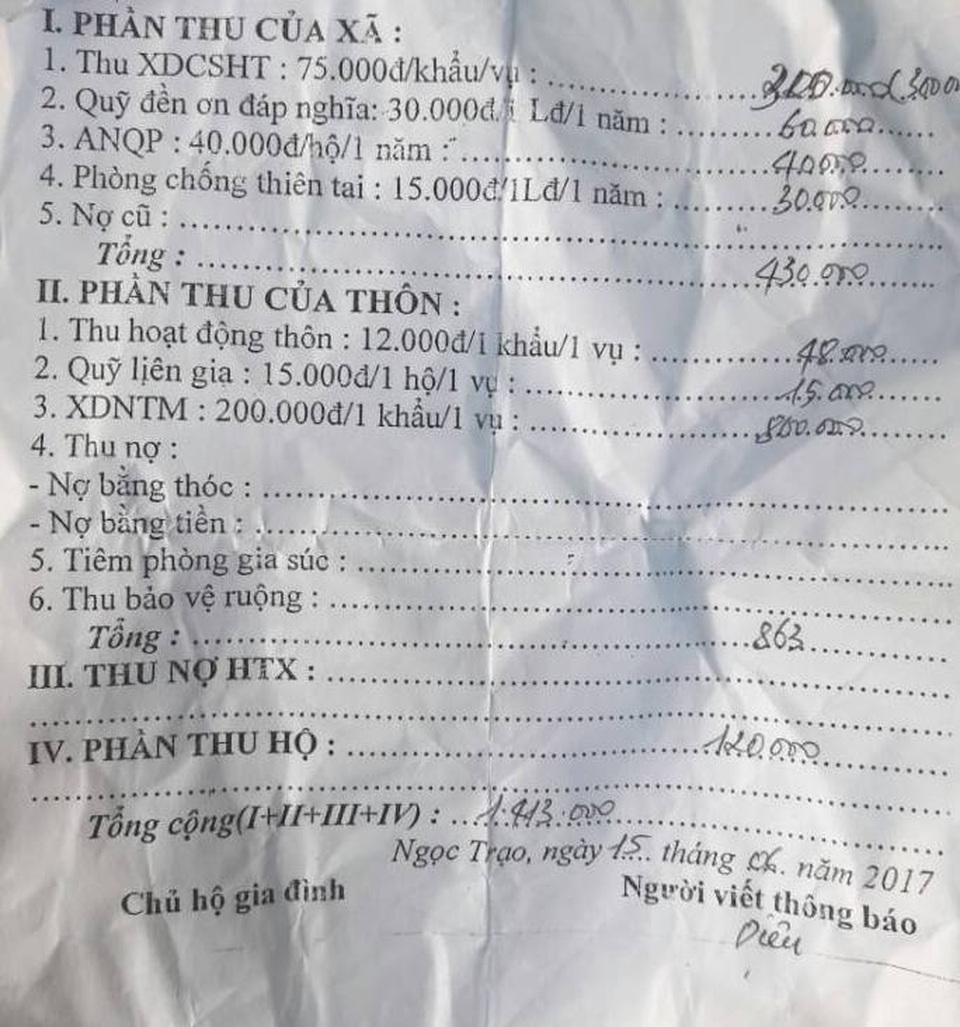 I. PHẦN THU CỦA XÃ :
1. Thu XDCSHT : 75.000đ/khẩu/vụ : 300.000
2. Quỹ đền ơn đáp nghĩa: 30.000đ/1 Lđ/1 năm : 60.000
3. ANQP : 40.000đ/hộ/1 năm : 40.000
4. Phòng chống thiên tai : 15.000đ/1Lđ/1 năm : 30.000
5. Nợ cũ :
Tổng : 430.000
II. PHẦN THU CỦA THÔN :
1. Thu hoạt động thôn : 12.000đ/1 khẩu/1 vụ : 48.000
2. Quỹ liên gia : 15.000đ/1 hộ/1 vụ : 15.000
3. XDNTM : 200.000đ/1 khẩu/1 vụ : 800.000
4. Thu nợ :
- Nợ bằng thóc :
- Nợ bằng tiền :
5. Tiêm phòng gia súc :
6. Thu bảo vệ ruộng :
Tổng : 863
III. THU NỢ HTX :
IV. PHẦN THU HỘ : 120.000
Tổng cộng(I+II+III+IV) : 1.413.000
Ngọc Trạo, ngày 15 tháng 06 năm 2017
Chủ hộ gia đình
Người viết thông báo